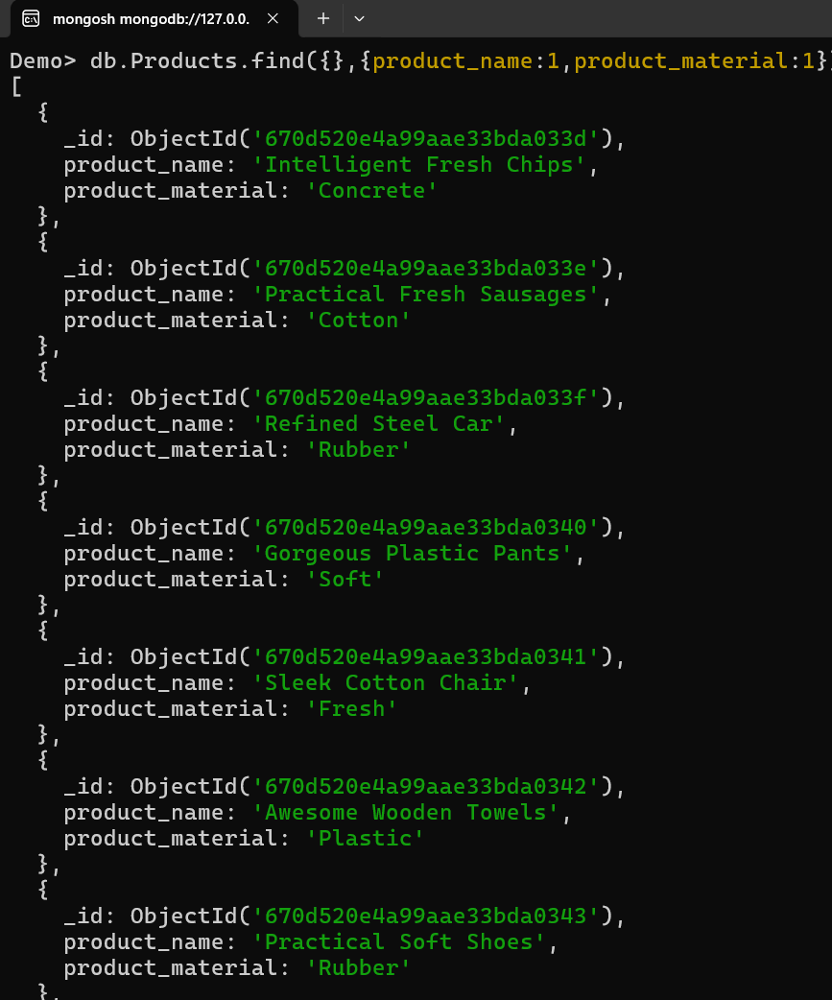 mongosh mongodb://127.0.0.
Demo> db.Products.find({},{product_name:1,product_material:1})
[
  {
    _id: ObjectId('670d520e4a99aae33bda033d'),
    product_name: 'Intelligent Fresh Chips',
    product_material: 'Concrete'
  },
  {
    _id: ObjectId('670d520e4a99aae33bda033e'),
    product_name: 'Practical Fresh Sausages',
    product_material: 'Cotton'
  },
  {
    _id: ObjectId('670d520e4a99aae33bda033f'),
    product_name: 'Refined Steel Car',
    product_material: 'Rubber'
  },
  {
    _id: ObjectId('670d520e4a99aae33bda0340'),
    product_name: 'Gorgeous Plastic Pants',
    product_material: 'Soft'
  },
  {
    _id: ObjectId('670d520e4a99aae33bda0341'),
    product_name: 'Sleek Cotton Chair',
    product_material: 'Fresh'
  },
  {
    _id: ObjectId('670d520e4a99aae33bda0342'),
    product_name: 'Awesome Wooden Towels',
    product_material: 'Plastic'
  },
  {
    _id: ObjectId('670d520e4a99aae33bda0343'),
    product_name: 'Practical Soft Shoes',
    product_material: 'Rubber'
  },